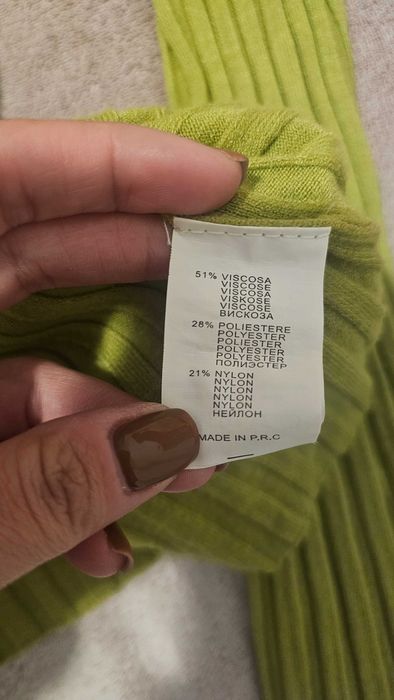 51% VISCOSA
VISCOSE
VISCOSA
VISKOSE
VISCOSE
ВИСКОЗА
28% POLIESTERE
POLYESTER
POLIESTER
POLYESTER
POLYESTER
ПОЛИЭСТЕР
21% NYLON
NYLON
NYLON
NYLON
NYLON
НЕЙЛОН
MADE IN P.R.C